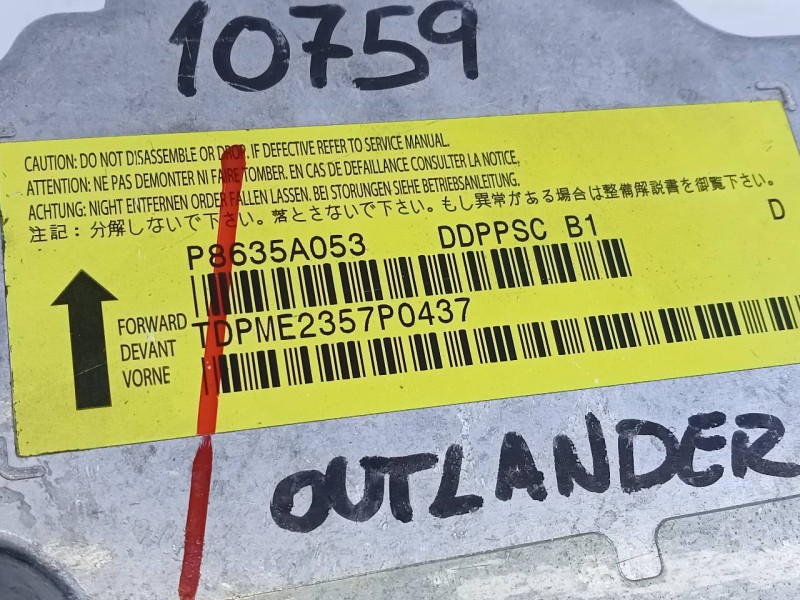 10759
CAUTION: DO NOT DISASSEMBLE OR DROP. IF DEFECTIVE REFER TO SERVICE MANUAL.
ATTENTION: NE PAS DEMONTER NI FAIRE TOMBER. EN CAS DE DEFAILLANCE CONSULTER LA NOTICE.
ACHTUNG: NIGHT ENTFERNEN ORDER FALLEN LASSEN. BEI STORUNGEN SIEHE BETRIEBSANLEITUNG.
注記：分解しないで下さい。落とさないで下さい。もし異常がある場合は整備解説書を御覧下さい。
P8635A053 DDPPSC B1 D
TDPME2357P0437
FORWARD
DEVANT
VORNE
OUTLANDER